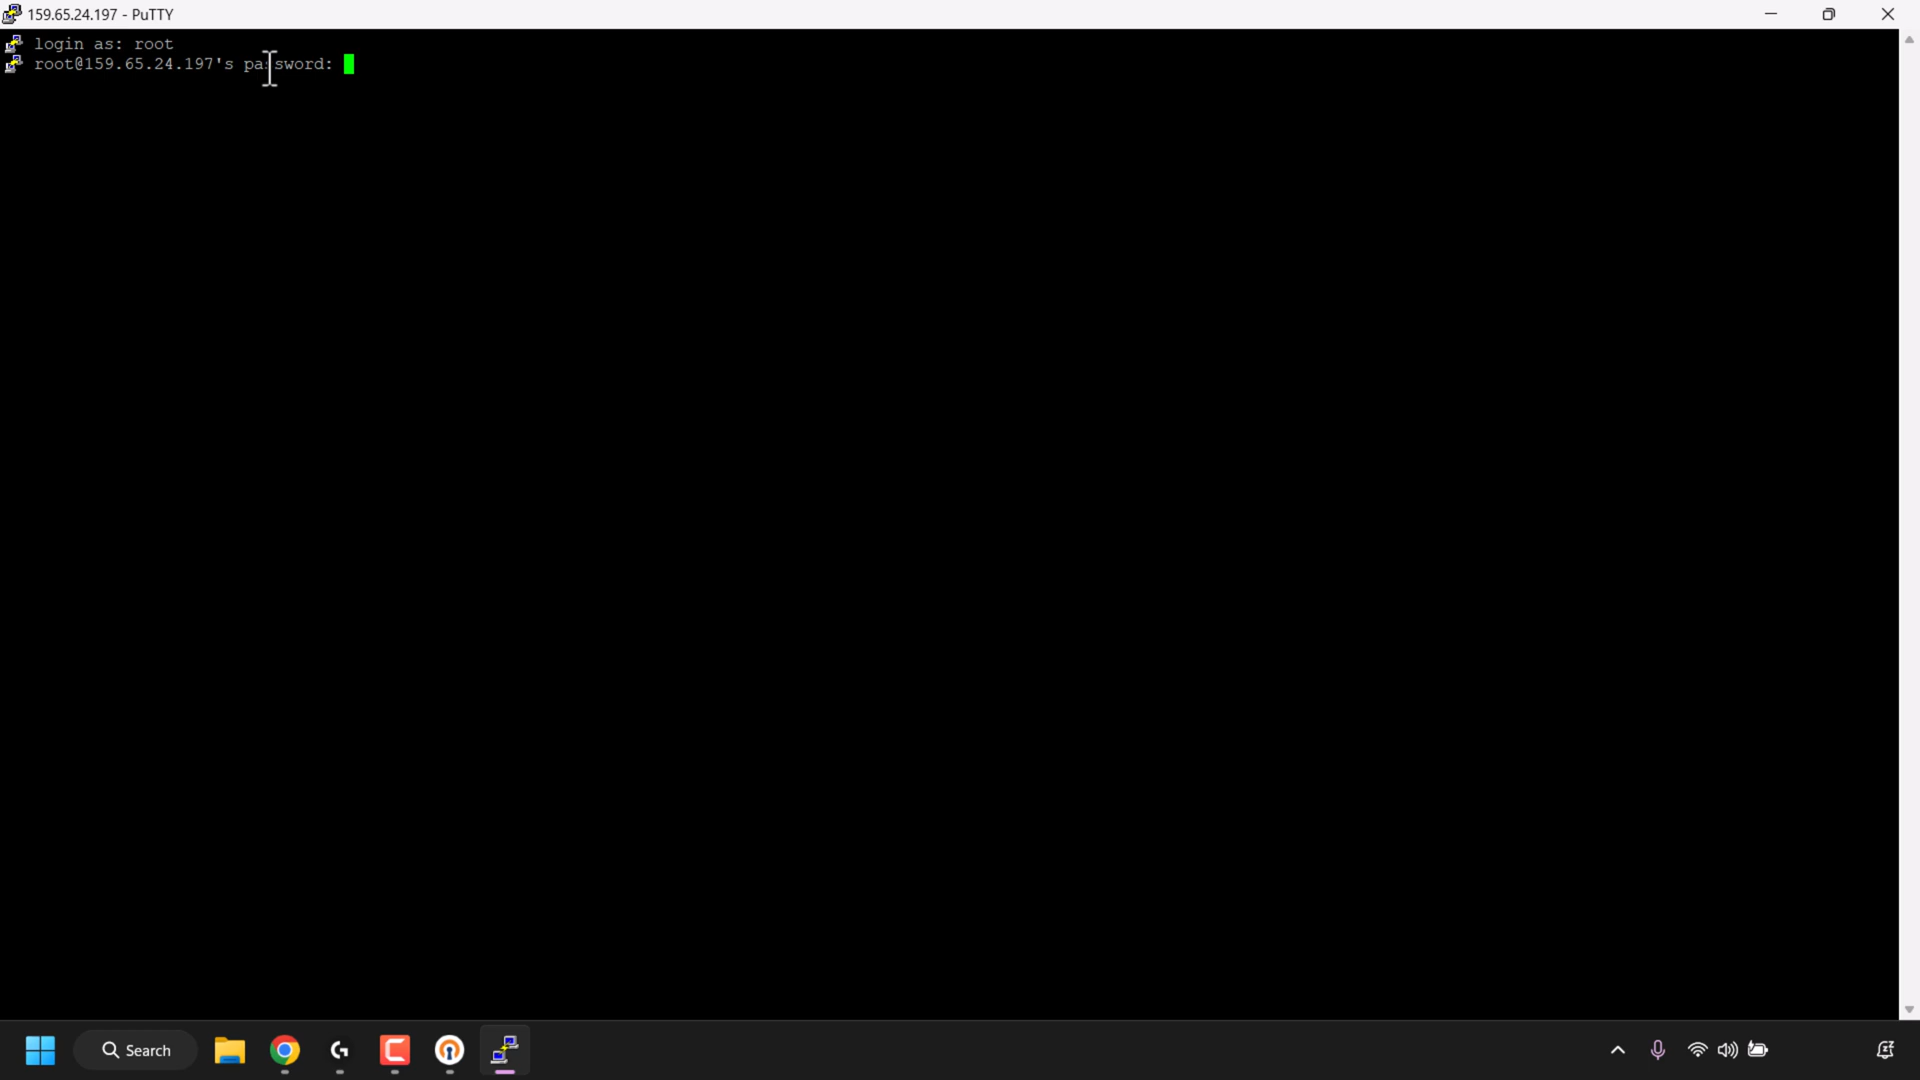 159.65.24.197 - PuTTY
login as: root
root@159.65.24.197's password:
Search